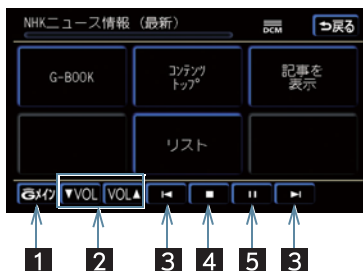 NHKニュース情報 (最新)
DCM
戻る
G-BOOK
コンテンツ
トップ
記事を
表示
リスト
Gメイン
▼VOL
VOL▲
1
2
3
4
5
3